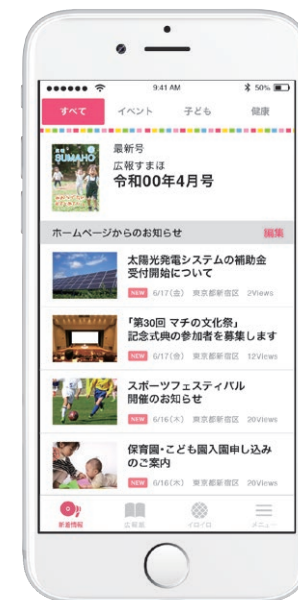 9:41 AM
50%
すべて
イベント
子ども
健康
SUMAHO
最新号
広報すまほ
令和00年4月号
ホームページからのお知らせ
編集
太陽光発電システムの補助金
受付開始について
NEW 6/17(金) 東京都新宿区 2Views
「第30回 マチの文化祭」
記念式典の参加者を募集します
NEW 6/17(金) 東京都新宿区 12Views
スポーツフェスティバル
開催のお知らせ
NEW 6/16(木) 東京都新宿区 20Views
保育園・こども園入園申し込み
のご案内
NEW 6/16(木) 東京都新宿区 20Views
新着情報
広報紙
イロイロ
メニュー